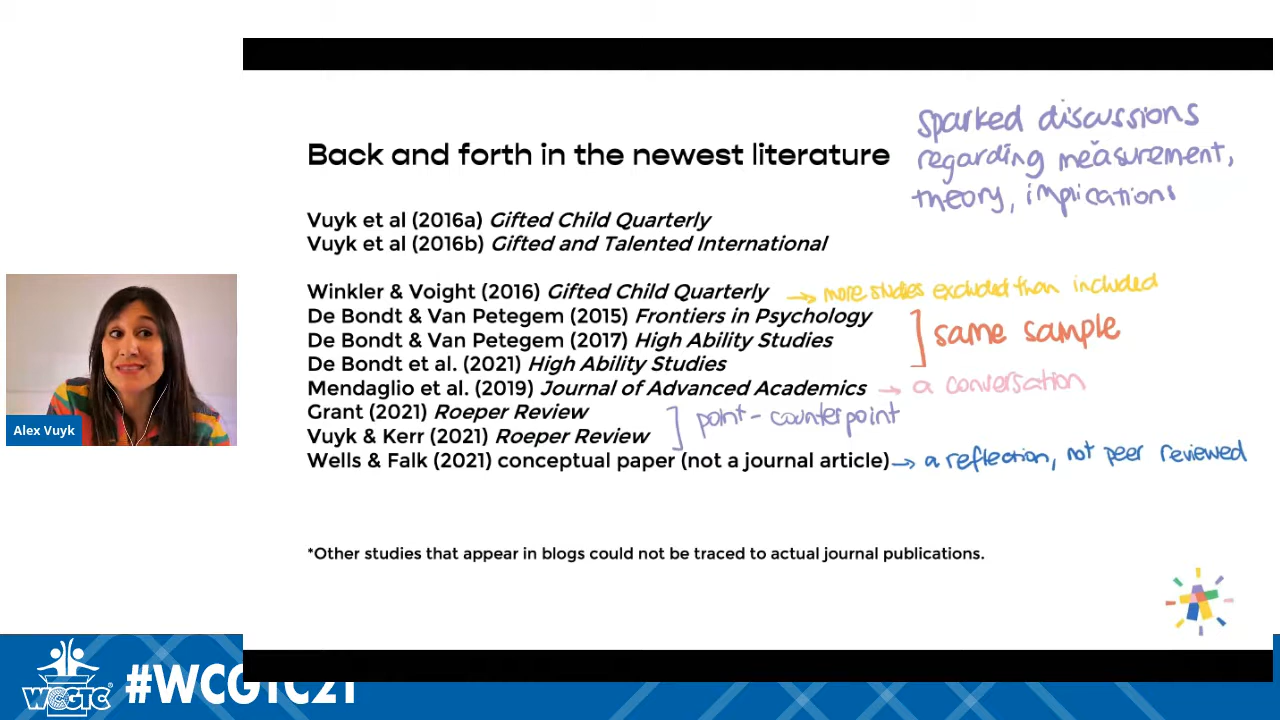 Back and forth in the newest literature
sparked discussions
regarding measurement,
theory, implications
Vuyk et al (2016a) Gifted Child Quarterly
Vuyk et al (2016b) Gifted and Talented International
Winkler & Voight (2016) Gifted Child Quarterly → more studies excluded than included
De Bondt & Van Petegem (2015) Frontiers in Psychology
De Bondt & Van Petegem (2017) High Ability Studies ] same sample
De Bondt et al. (2021) High Ability Studies
Mendaglio et al. (2019) Journal of Advanced Academics → a conversation
Grant (2021) Roeper Review ] point-counterpoint
Vuyk & Kerr (2021) Roeper Review
Wells & Falk (2021) conceptual paper (not a journal article) → a reflection, not peer reviewed
*Other studies that appear in blogs could not be traced to actual journal publications.
Alex Vuyk
WCGTC
#WCGTC21